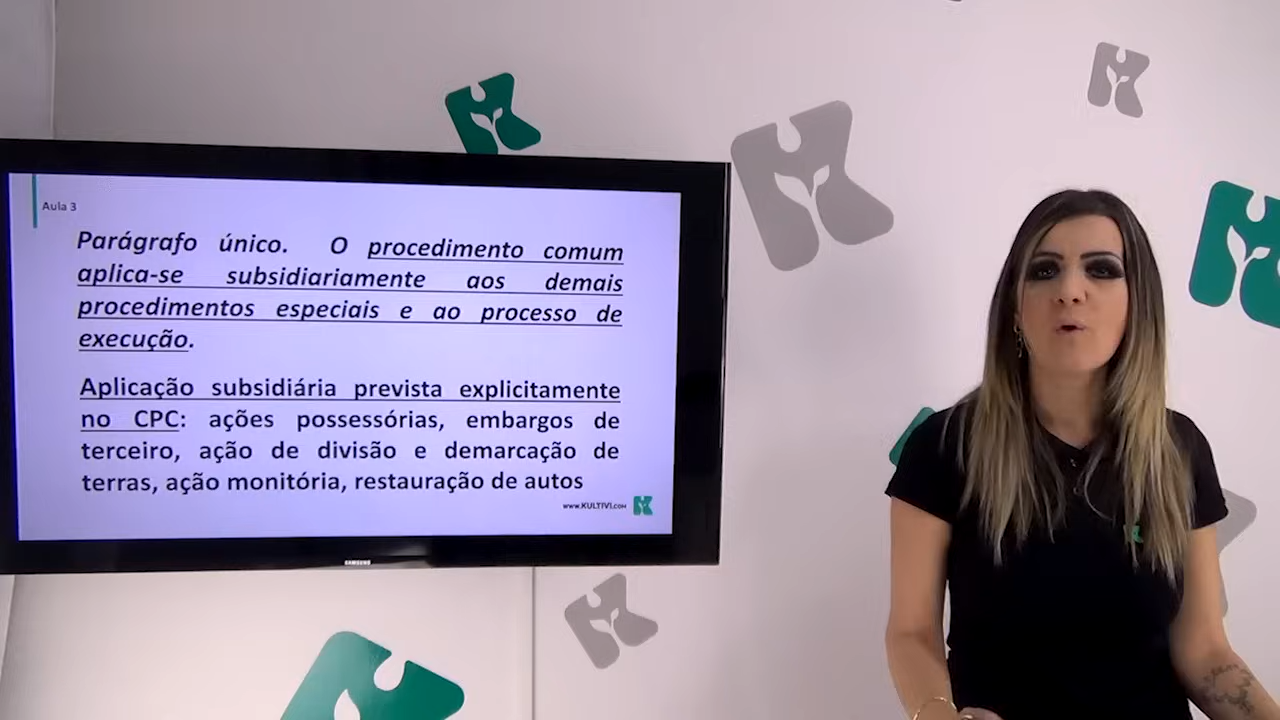 Aula 3
Parágrafo único. O procedimento comum
aplica-se subsidiariamente aos demais
procedimentos especiais e ao processo de
execução.
Aplicação subsidiária prevista explicitamente
no CPC: ações possessórias, embargos de
terceiro, ação de divisão e demarcação de
terras, ação monitória, restauração de autos
www.KULTIVI.COM
SAMSUNG